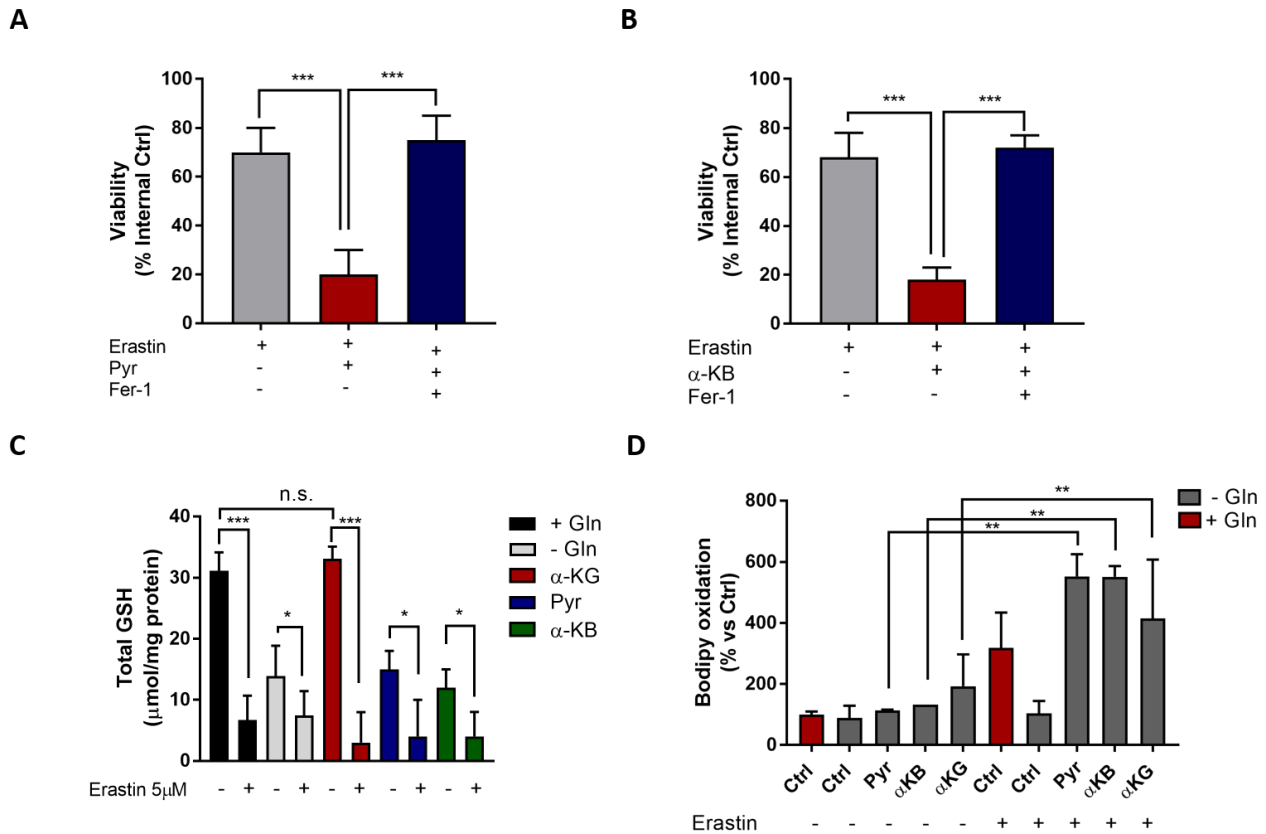 A
Viability
(% Internal Ctrl)
100
80
60
40
20
0
*** ***
Erastin + + +
Pyr - + +
Fer-1 - - +
B
Viability
(% Internal Ctrl)
100
80
60
40
20
0
*** ***
Erastin + + +
α-KB - + +
Fer-1 - - +
C
Total GSH
(μmol/mg protein)
40
30
20
10
0
n.s.
*** * *** * *
+ Gln
- Gln
α-KG
Pyr
α-KB
Erastin 5μM - + - + - + - + - +
D
Bodipy oxidation
(% vs Ctrl)
800
600
400
200
0
**
**
**
- Gln
+ Gln
Ctrl Ctrl Pyr αKB αKG Ctrl Ctrl Pyr αKB αKG
Erastin - - - - - + + + + +